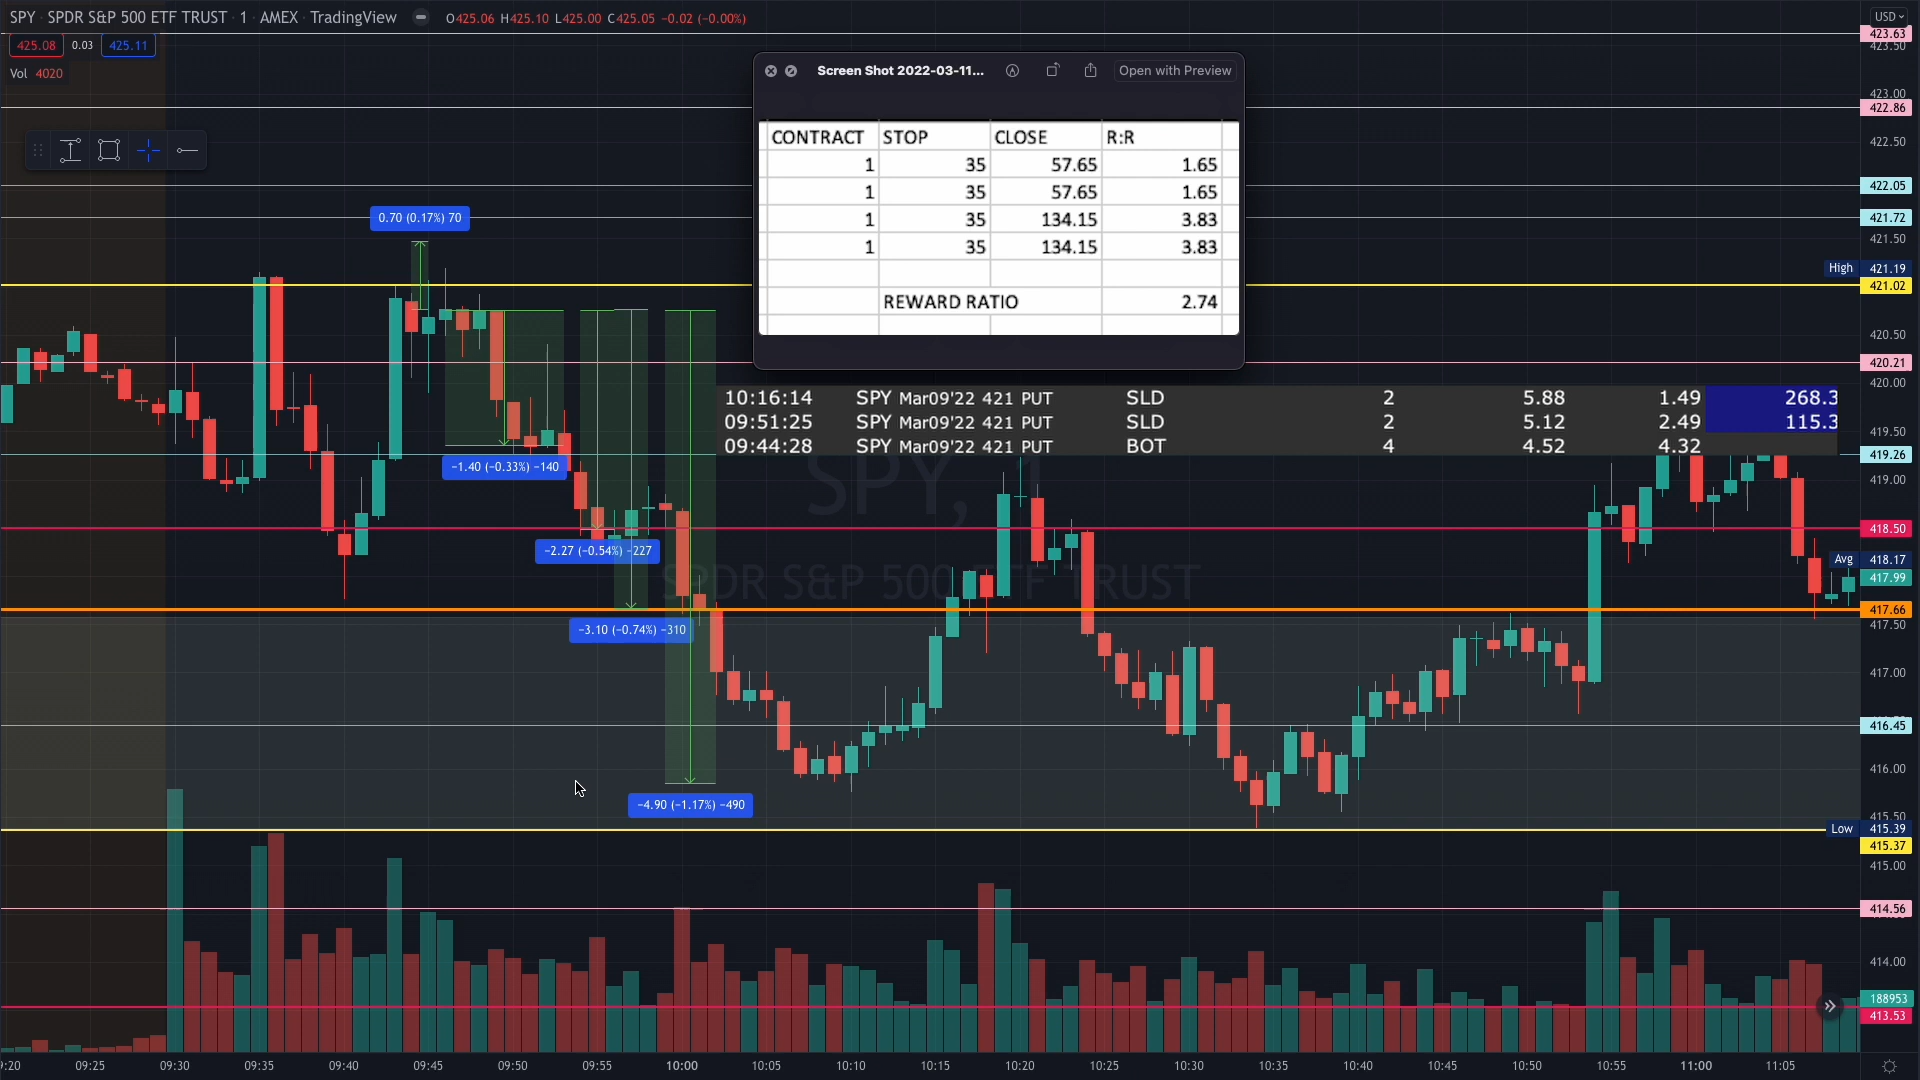 SPY · SPDR S&P 500 ETF TRUST · 1 · AMEX · TradingView O425.06 H425.10 L425.00 C425.05 −0.02 (−0.00%)
USD
425.08 0.03 425.11
Vol 4020
Screen Shot 2022-03-11... Open with Preview
CONTRACT STOP CLOSE R:R
1 35 57.65 1.65
1 35 57.65 1.65
1 35 134.15 3.83
1 35 134.15 3.83
REWARD RATIO 2.74
10:16:14 SPY Mar09'22 421 PUT SLD 2 5.88 1.49 268.3
09:51:25 SPY Mar09'22 421 PUT SLD 2 5.12 2.49 115.3
09:44:28 SPY Mar09'22 421 PUT BOT 4 4.52 4.32
0.70 (0.17%) 70
−1.40 (−0.33%) −140
−2.27 (−0.54%) −227
−3.10 (−0.74%) −310
−4.90 (−1.17%) −490
SPY, 1
SPDR S&P 500 ETF TRUST
423.63
423.50
423.00
422.86
422.50
422.05
421.72
421.50
High 421.19
421.02
420.50
420.21
420.00
419.50
419.26
419.00
418.50
Avg 418.17
417.99
417.66
417.50
417.00
416.45
416.00
415.50
Low 415.39
415.37
415.00
414.56
414.00
188953
413.53
9:20 09:25 09:30 09:35 09:40 09:45 09:50 09:55 10:00 10:05 10:10 10:15 10:20 10:25 10:30 10:35 10:40 10:45 10:50 10:55 11:00 11:05